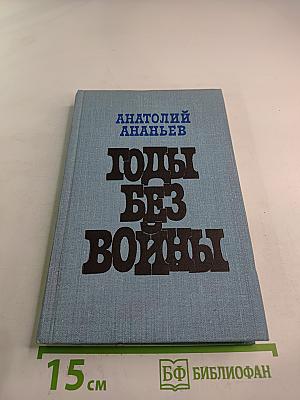 АНАТОЛИЙ
АНАНЬЕВ
ГОДЫ
БЕЗ
ВОЙНЫ
15 см
БФ БИБЛИОФАН